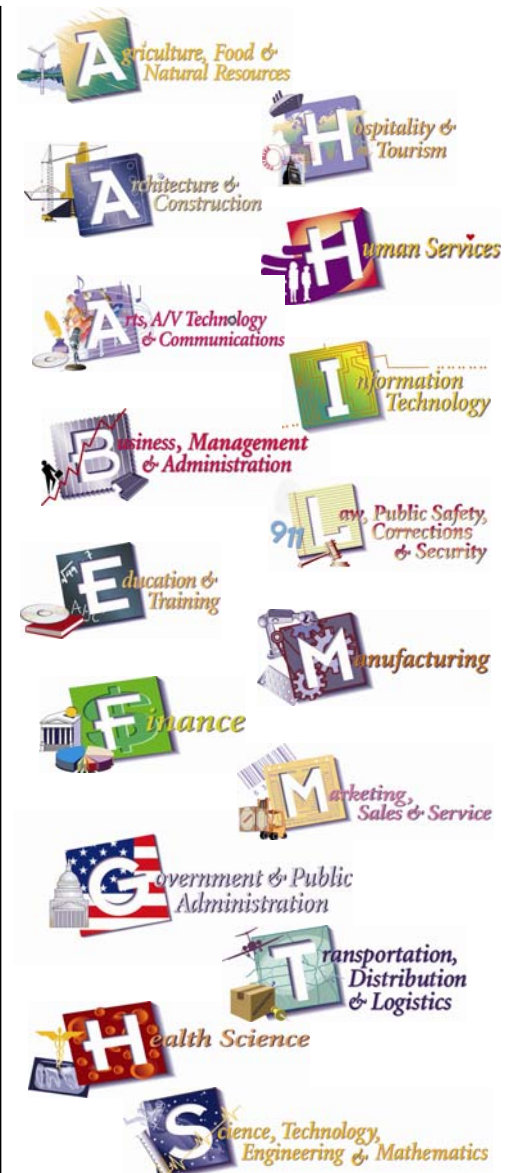 Agriculture, Food &
Natural Resources
Hospitality &
Tourism
Architecture &
Construction
Human Services
Arts, A/V Technology
& Communications
Information
Technology
Business, Management
& Administration
Law, Public Safety,
Corrections
& Security
911
Education &
Training
Manufacturing
Finance
Marketing,
Sales & Service
Government & Public
Administration
Transportation,
Distribution
& Logistics
Health Science
Science, Technology,
Engineering & Mathematics